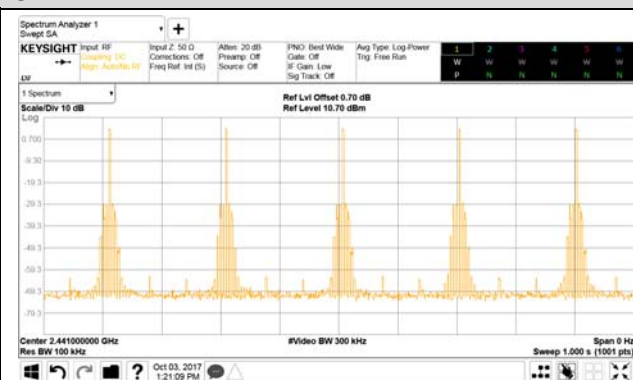 Spectrum Analyzer 1
Swept SA
+
KEYSIGHT
Input: RF
Coupling: DC
Align: Auto/No RF
Input Z: 50 Ω
Corrections: Off
Freq Ref: Int (S)
Atten: 20 dB
Preamp: Off
Source: Off
PNO: Best Wide
Gate: Off
IF Gain: Low
Sig Track: Off
Avg Type: Log-Power
Trig: Free Run
1 2 3 4 5 6
W W W W W W
P N N N N N
1 Spectrum
Scale/Div 10 dB
Ref Lvl Offset 0.70 dB
Ref Level 10.70 dBm
Log
0.700
-9.30
-19.3
-29.3
-39.3
-49.3
-59.3
-69.3
-79.3
Center 2.441000000 GHz
#Video BW 300 kHz
Span 0 Hz
Res BW 100 kHz
Sweep 1.000 s (1001 pts)
?
Oct 03, 2017
1:21:09 PM